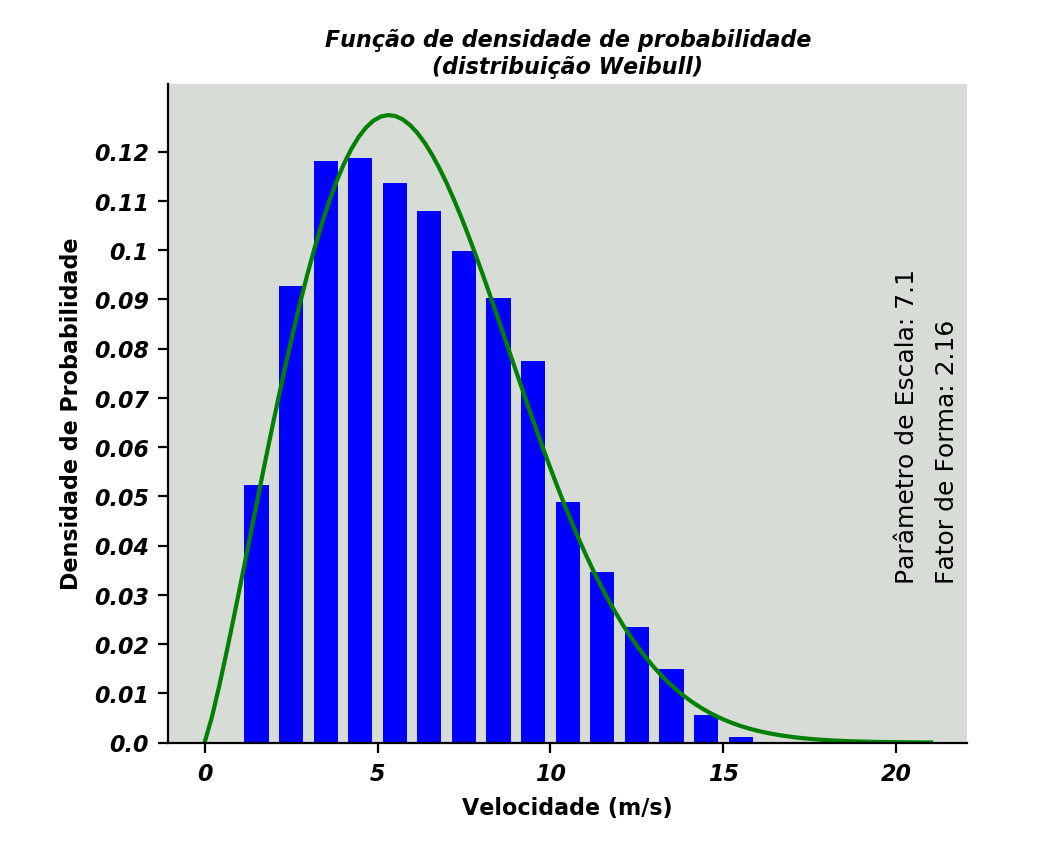 Função de densidade de probabilidade
(distribuição Weibull)
Densidade de Probabilidade
0.12
0.11
0.1
0.09
0.08
0.07
0.06
0.05
0.04
0.03
0.02
0.01
0.0
Parâmetro de Escala: 7.1
Fator de Forma: 2.16
0 5 10 15 20
Velocidade (m/s)